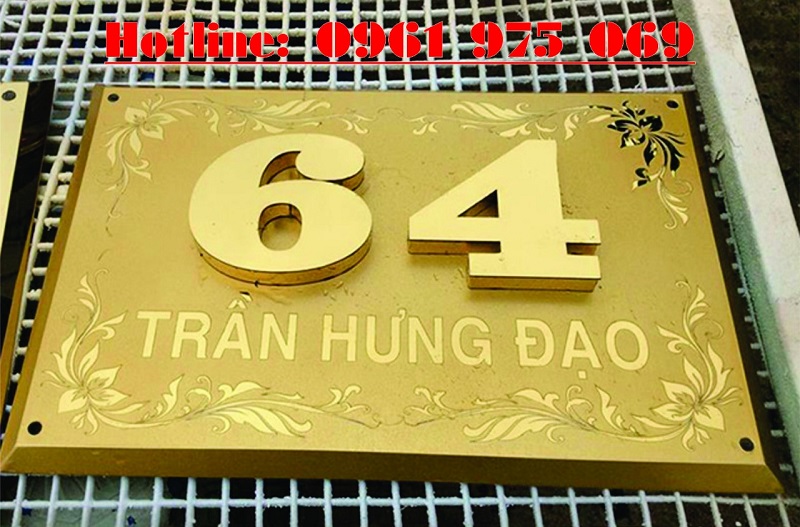 Hotline: 0961 975 069
64
TRẦN HƯNG ĐẠO